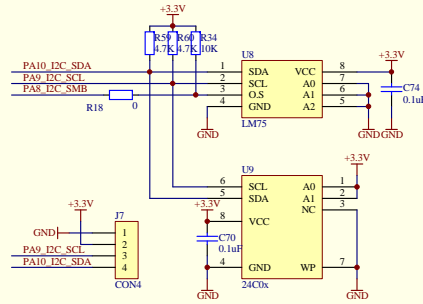 +3.3V
R59 R60 R34
4.7K 4.7K 10K
U8
+3.3V
PA10_I2C_SDA
PA9_I2C_SCL
PA8_I2C_SMB
R18 0
1 SDA VCC 8
2 SCL A0 7
3 O.S A1 6
4 GND A2 5
LM75
C74
0.1uF
GND
GND GND
U9
+3.3V
6 SCL A0 1
5 SDA A1 2
NC 3
8 VCC
4 GND WP 7
24C0x
+3.3V
C70
0.1uF
GND
GND
+3.3V
J7
GND 1
2
PA9_I2C_SCL 3
PA10_I2C_SDA 4
CON4